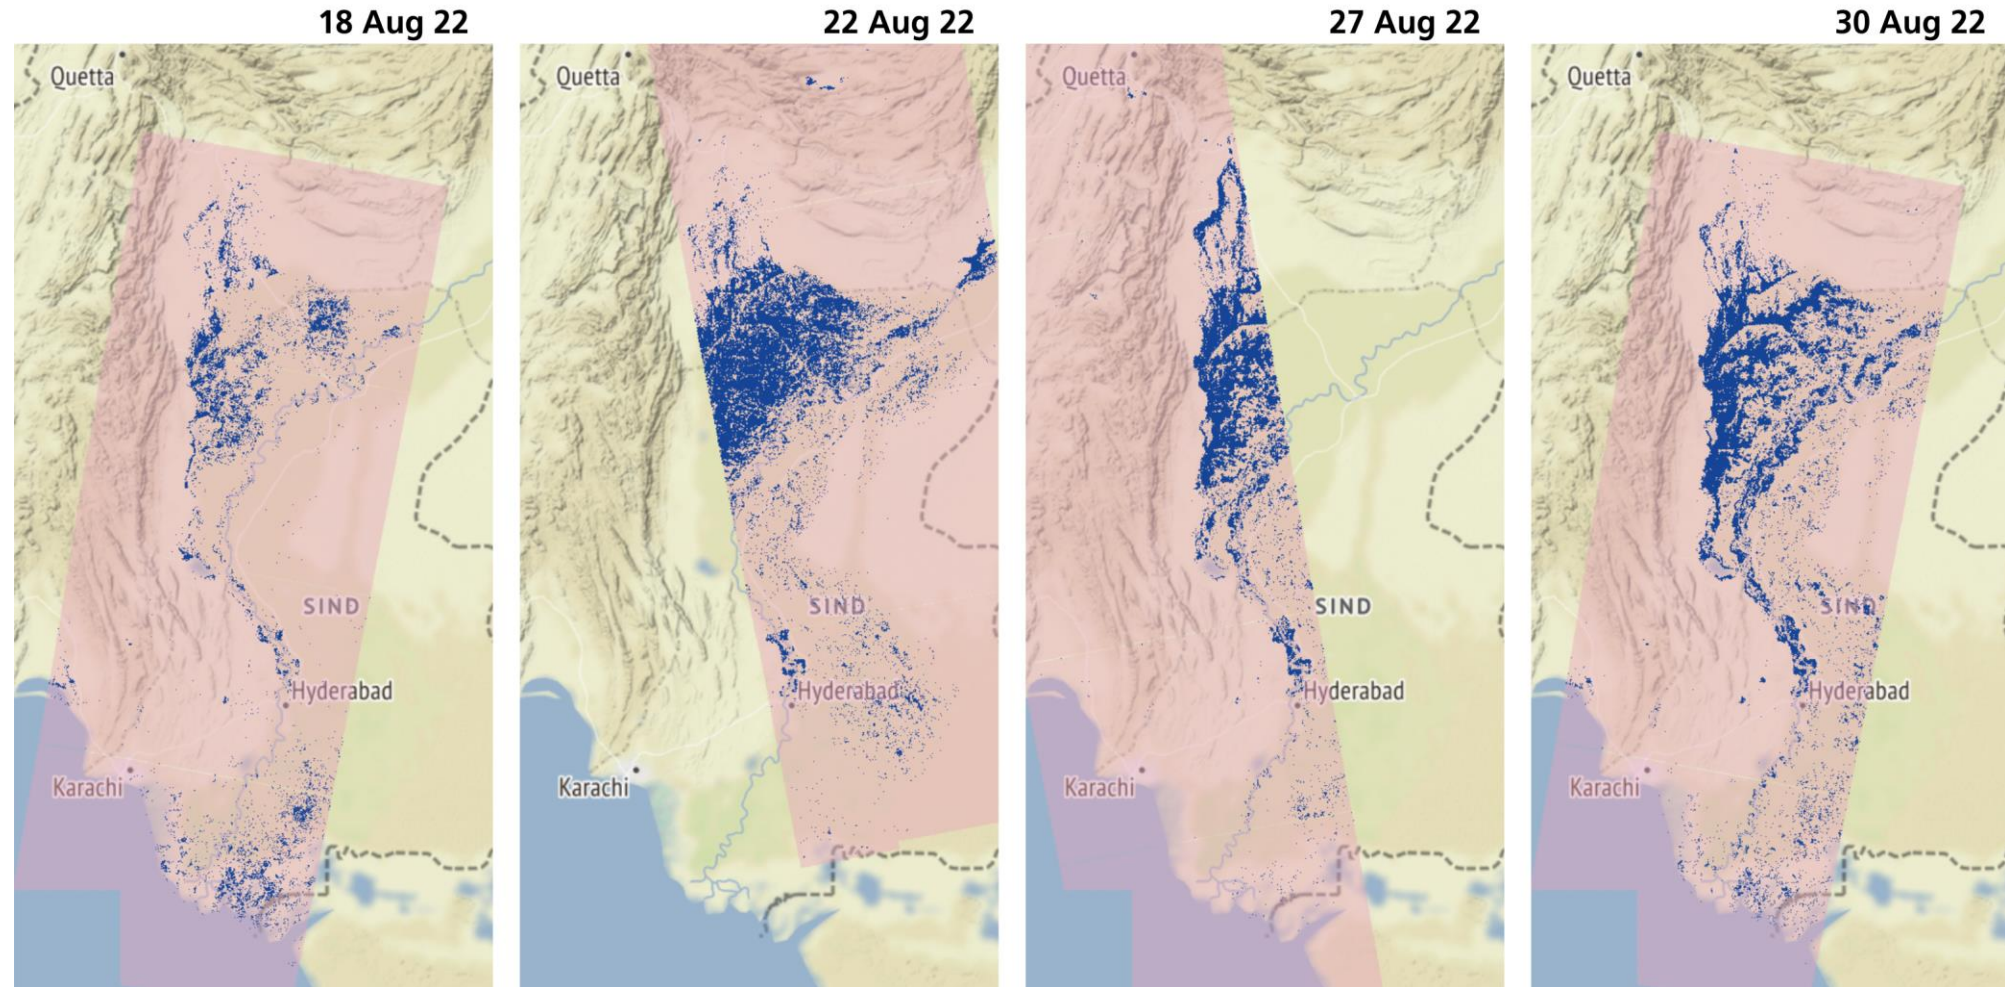 18 Aug 22
Quetta
SIND
Hyderabad
Karachi
22 Aug 22
Quetta
SIND
Hyderabad
Karachi
27 Aug 22
Quetta
SIND
Hyderabad
Karachi
30 Aug 22
Quetta
SIND
Hyderabad
Karachi